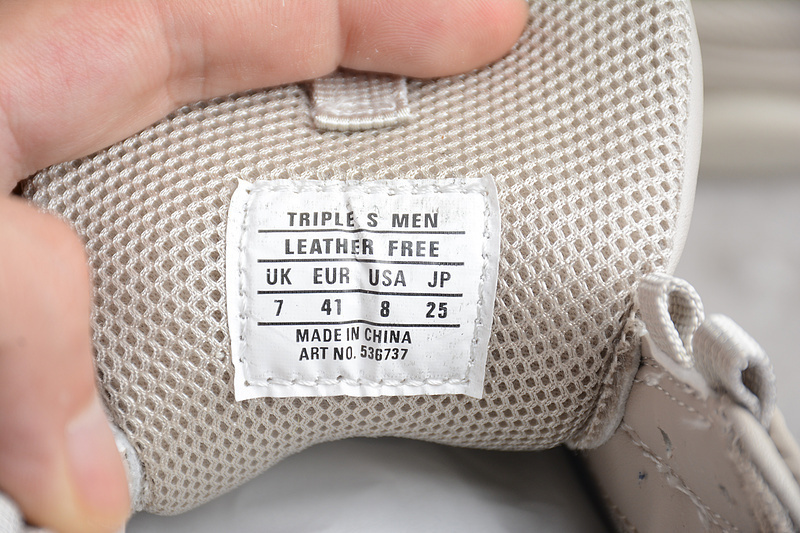 TRIPLE S MEN
LEATHER FREE
UK EUR USA JP
7 41 8 25
MADE IN CHINA
ART NO. 536737